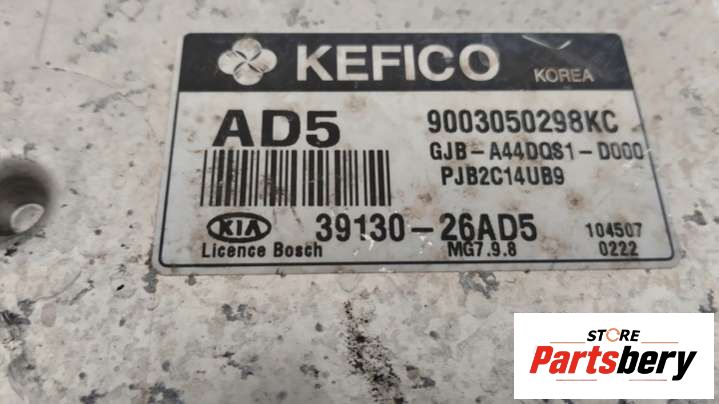 KEFICO KOREA
AD5
9003050298KC
GJB-A44DQS1-D000
PJB2C14UB9
KIA 39130-26AD5 104507
Licence Bosch MG7.9.8 0222
STORE
Partsbery